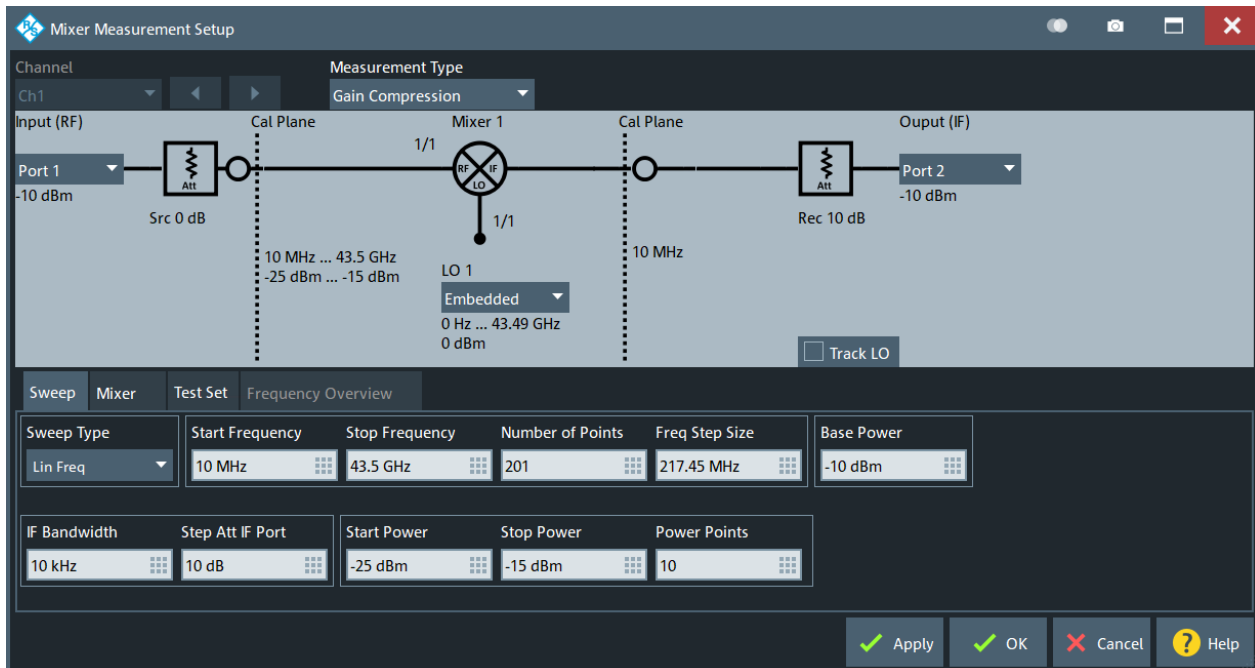 Mixer Measurement Setup
Channel
Measurement Type
Ch1
Gain Compression
Input (RF)
Cal Plane
Mixer 1
Cal Plane
Ouput (IF)
1/1
Port 1
Att
RF
IF
LO
Att
Port 2
-10 dBm
-10 dBm
Src 0 dB
1/1
Rec 10 dB
10 MHz ... 43.5 GHz
-25 dBm ... -15 dBm
10 MHz
LO 1
Embedded
0 Hz ... 43.49 GHz
0 dBm
Track LO
Sweep
Mixer
Test Set
Frequency Overview
Sweep Type
Start Frequency
Stop Frequency
Number of Points
Freq Step Size
Base Power
Lin Freq
10 MHz
43.5 GHz
201
217.45 MHz
-10 dBm
IF Bandwidth
Step Att IF Port
Start Power
Stop Power
Power Points
10 kHz
10 dB
-25 dBm
-15 dBm
10
Apply
OK
Cancel
? Help